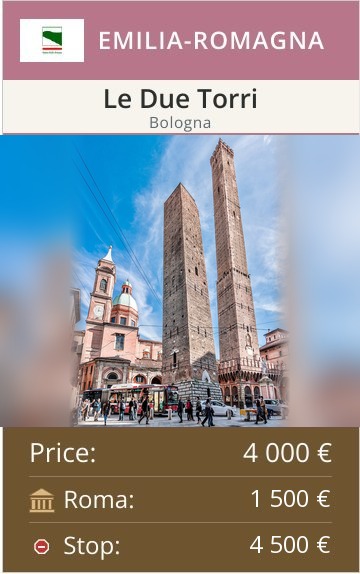 EMILIA-ROMAGNA
Le Due Torri
Bologna
Price: 4 000 €
Roma: 1 500 €
Stop: 4 500 €